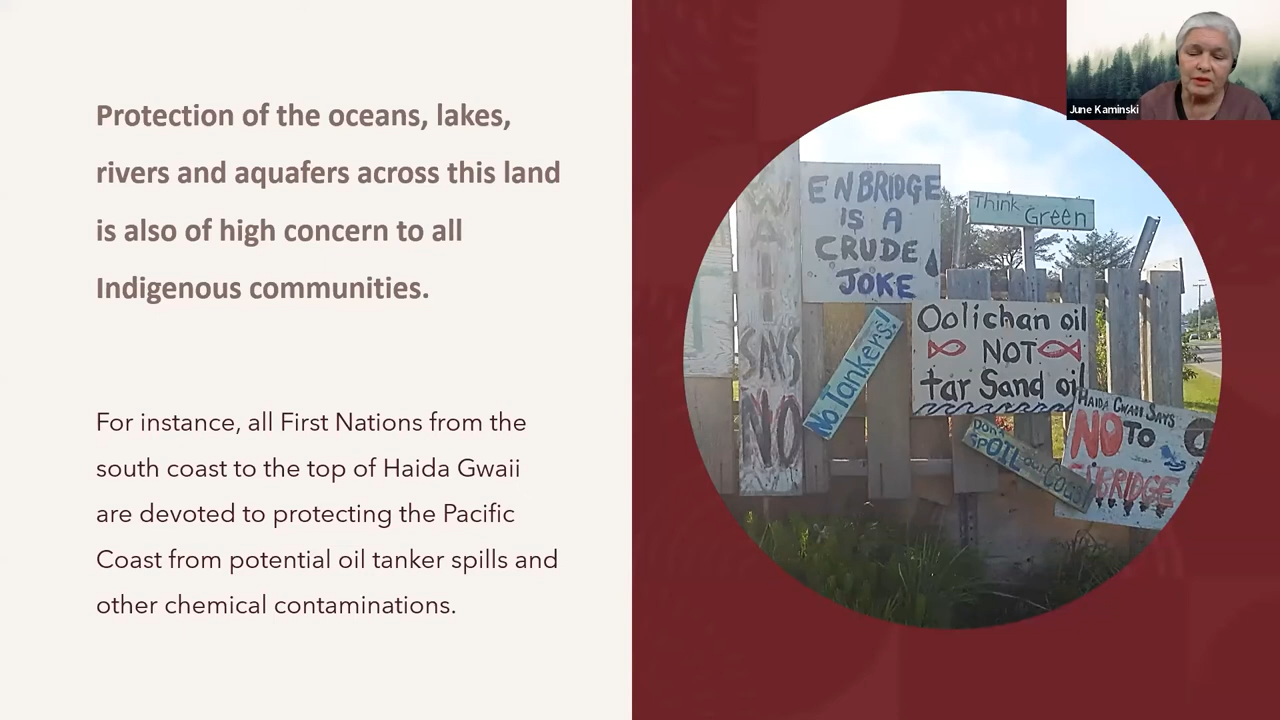 Protection of the oceans, lakes,
rivers and aquafers across this land
is also of high concern to all
Indigenous communities.
For instance, all First Nations from the
south coast to the top of Haida Gwaii
are devoted to protecting the Pacific
Coast from potential oil tanker spills and
other chemical contaminations.
June Kaminski
SAYS
NO
ENBRIDGE
IS A
CRUDE
JOKE
Think
Green
No Tankers!
Oolichan oil
NOT
tar Sand oil
Don't
spOIL our
HAIDA GWAII SAYS
NO TO
ENBRIDGE